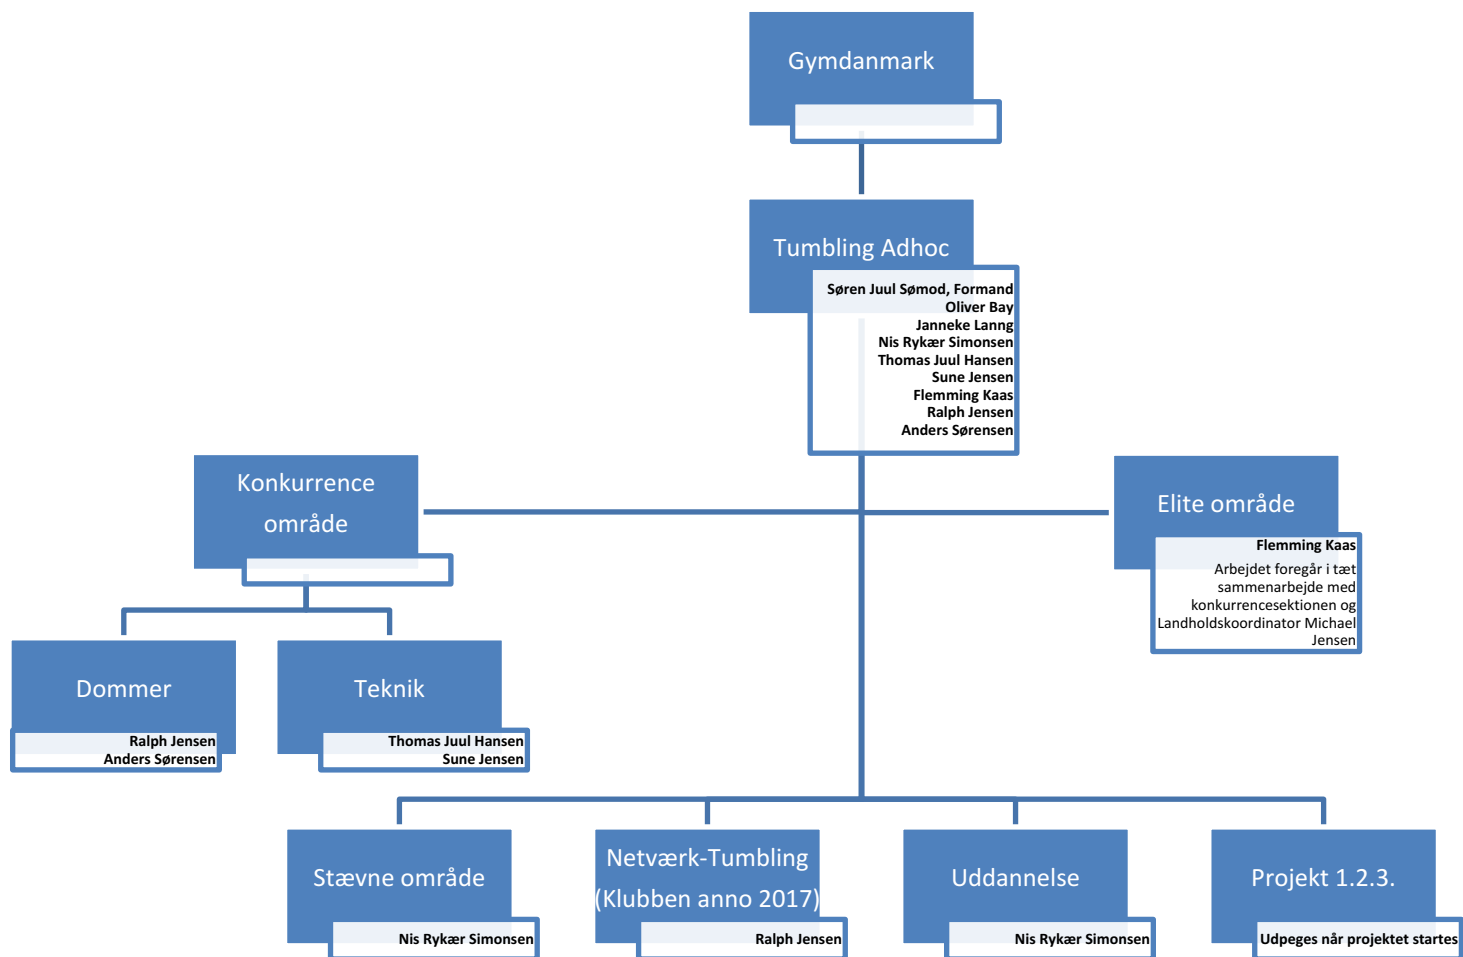 Gymdanmark
Tumbling Adhoc
Søren Juul Sømod, Formand
Oliver Bay
Janneke Lanng
Nis Rykær Simonsen
Thomas Juul Hansen
Sune Jensen
Flemming Kaas
Ralph Jensen
Anders Sørensen
Konkurrence
område
Elite område
Flemming Kaas
Arbejdet foregår i tæt
sammenarbejde med
konkurrencesektionen og
Landholdskoordinator Michael
Jensen
Dommer
Ralph Jensen
Anders Sørensen
Teknik
Thomas Juul Hansen
Sune Jensen
Stævne område
Nis Rykær Simonsen
Netværk-Tumbling
(Klubben anno 2017)
Ralph Jensen
Uddannelse
Nis Rykær Simonsen
Projekt 1.2.3.
Udpeges når projektet startes